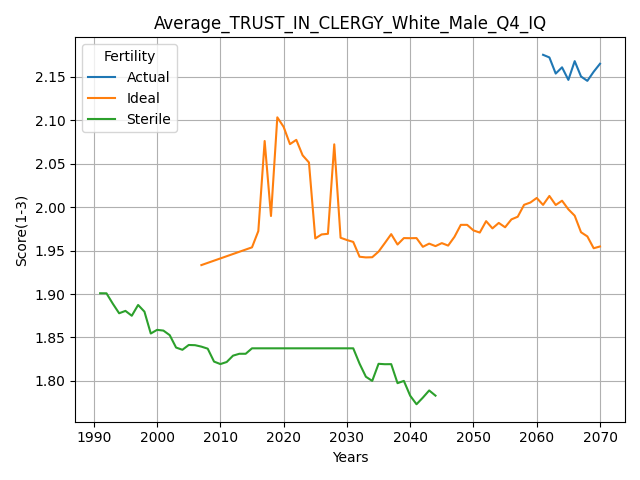 Average_TRUST_IN_CLERGY_White_Male_Q4_IQ
Fertility
Actual
Ideal
Sterile
Score(1-3)
2.15
2.10
2.05
2.00
1.95
1.90
1.85
1.80
1990 2000 2010 2020 2030 2040 2050 2060 2070
Years